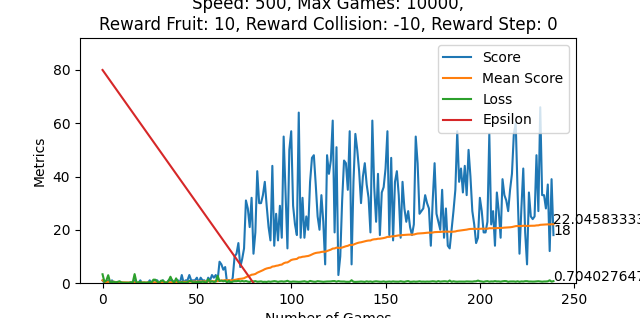 Speed: 500, Max Games: 10000,
Reward Fruit: 10, Reward Collision: -10, Reward Step: 0
Score
Mean Score
Loss
Epsilon
80
60
40
20
0
Metrics
22.04583333
18
0.704027647
0
50
100
150
200
250
Number of Games